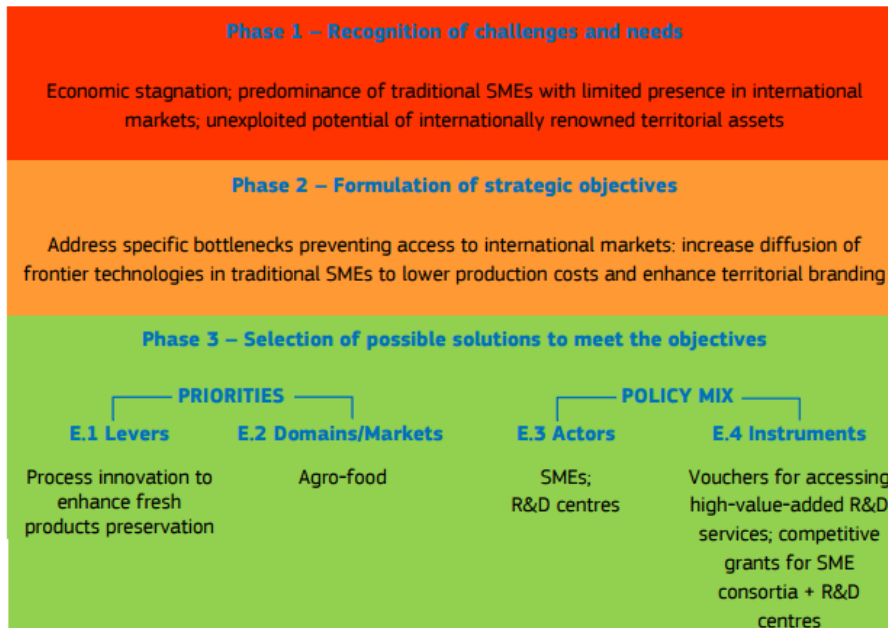 Phase 1 – Recognition of challenges and needs
Economic stagnation; predominance of traditional SMEs with limited presence in international
markets; unexploited potential of internationally renowned territorial assets
Phase 2 – Formulation of strategic objectives
Address specific bottlenecks preventing access to international markets: increase diffusion of
frontier technologies in traditional SMEs to lower production costs and enhance territorial branding
Phase 3 – Selection of possible solutions to meet the objectives
PRIORITIES
E.1 Levers
Process innovation to
enhance fresh
products preservation
E.2 Domains/Markets
Agro-food
POLICY MIX
E.3 Actors
SMEs;
R&D centres
E.4 Instruments
Vouchers for accessing
high-value-added R&D
services; competitive
grants for SME
consortia + R&D
centres